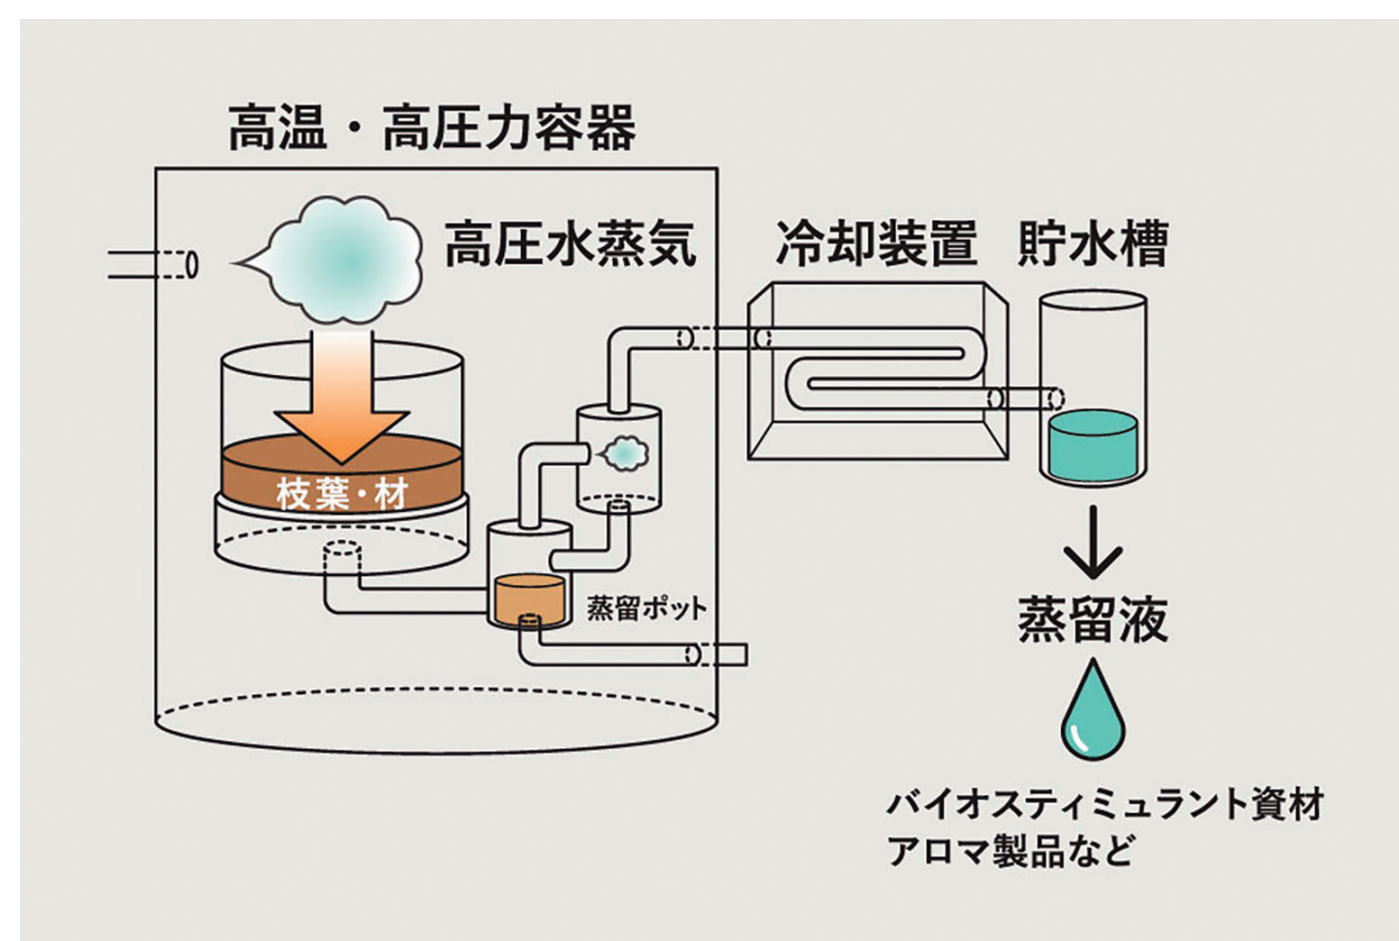 高温・高圧力容器
高圧水蒸気
冷却装置
貯水槽
枝葉・材
蒸留ポット
蒸留液
バイオスティミュラント資材
アロマ製品など